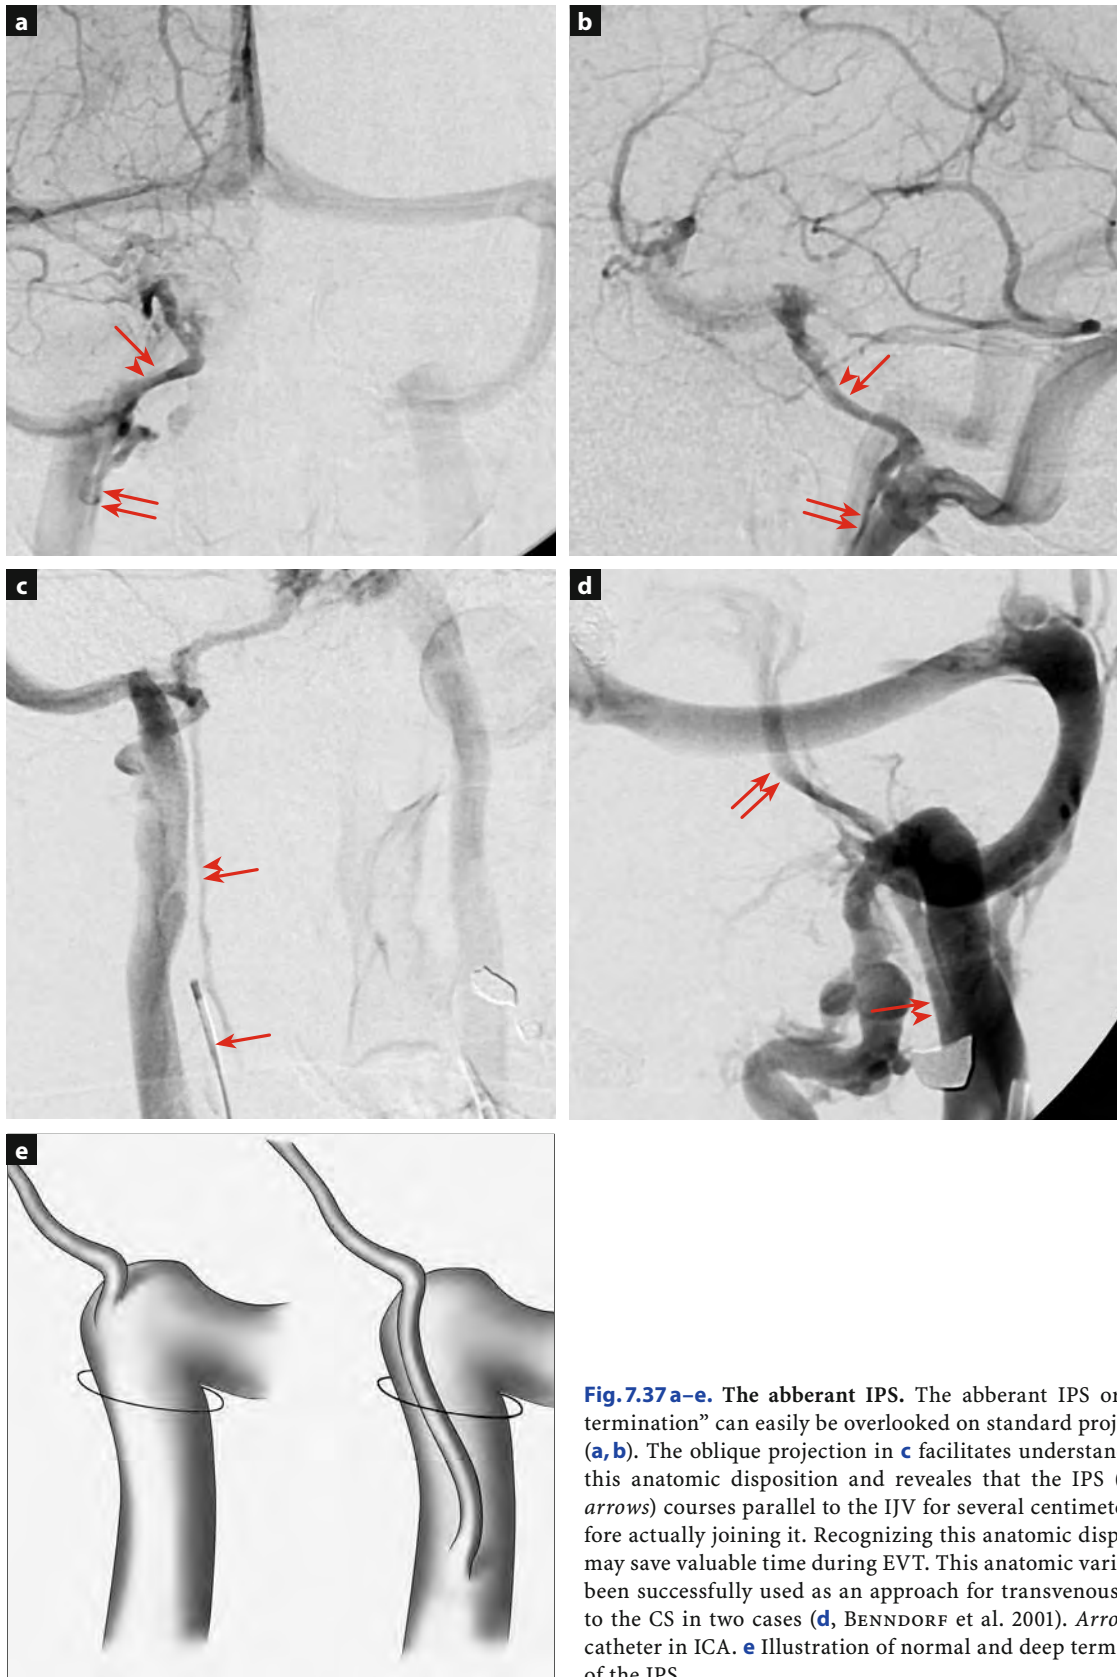 a
b
c
d
e
Fig. 7.37 a–e. The abberant IPS. The abberant IPS or
termination” can easily be overlooked on standard proj
(a, b). The oblique projection in c facilitates understan
this anatomic disposition and reveals that the IPS (
arrows) courses parallel to the IJV for several centimete
fore actually joining it. Recognizing this anatomic disp
may save valuable time during EVT. This anatomic vari
been successfully used as an approach for transvenous
to the CS in two cases (d, Benndorf et al. 2001). Arro
catheter in ICA. e Illustration of normal and deep term
of the IPS